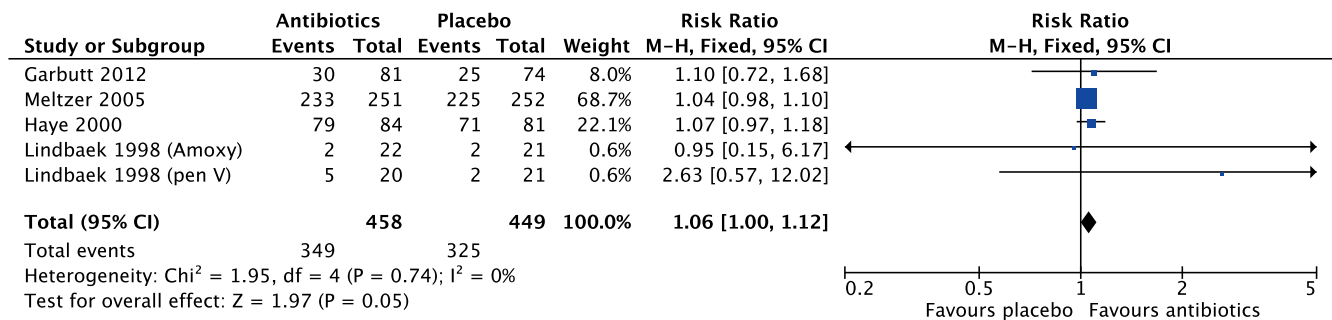 Antibiotics Placebo Risk Ratio Risk Ratio
Study or Subgroup Events Total Events Total Weight M-H, Fixed, 95% CI M-H, Fixed, 95% CI
Garbutt 2012 30 81 25 74 8.0% 1.10 [0.72, 1.68]
Meltzer 2005 233 251 225 252 68.7% 1.04 [0.98, 1.10]
Haye 2000 79 84 71 81 22.1% 1.07 [0.97, 1.18]
Lindbaek 1998 (Amoxy) 2 22 2 21 0.6% 0.95 [0.15, 6.17]
Lindbaek 1998 (pen V) 5 20 2 21 0.6% 2.63 [0.57, 12.02]
Total (95% CI) 458 449 100.0% 1.06 [1.00, 1.12]
Total events 349 325
Heterogeneity: Chi² = 1.95, df = 4 (P = 0.74); I² = 0%
Test for overall effect: Z = 1.97 (P = 0.05)
0.2 0.5 1 2 5
Favours placebo Favours antibiotics